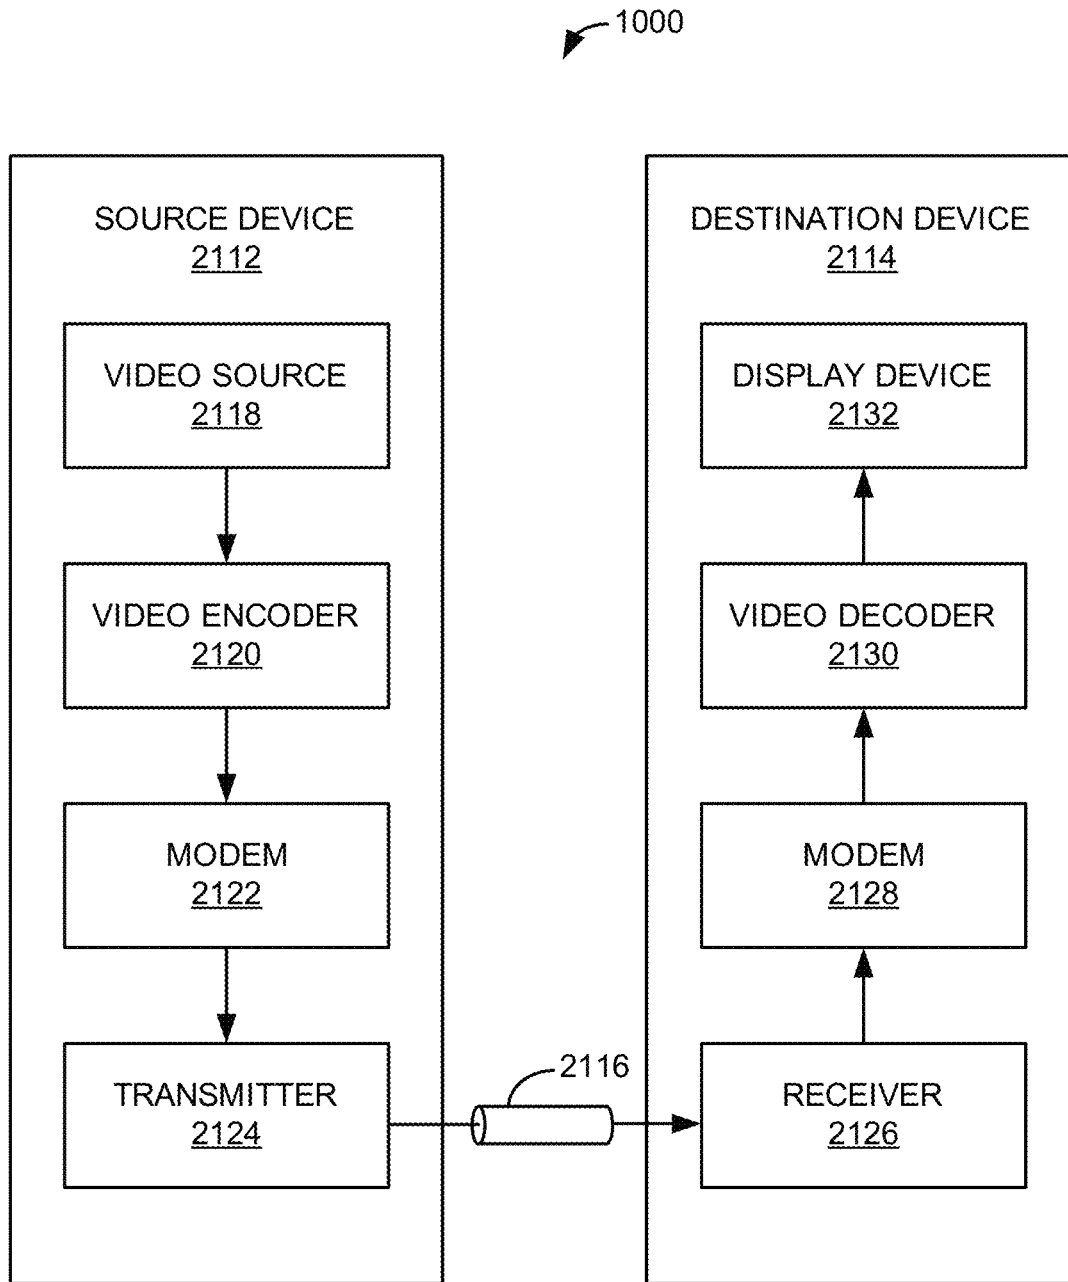 1000
SOURCE DEVICE
2112
VIDEO SOURCE
2118
VIDEO ENCODER
2120
MODEM
2122
TRANSMITTER
2124
2116
DESTINATION DEVICE
2114
DISPLAY DEVICE
2132
VIDEO DECODER
2130
MODEM
2128
RECEIVER
2126